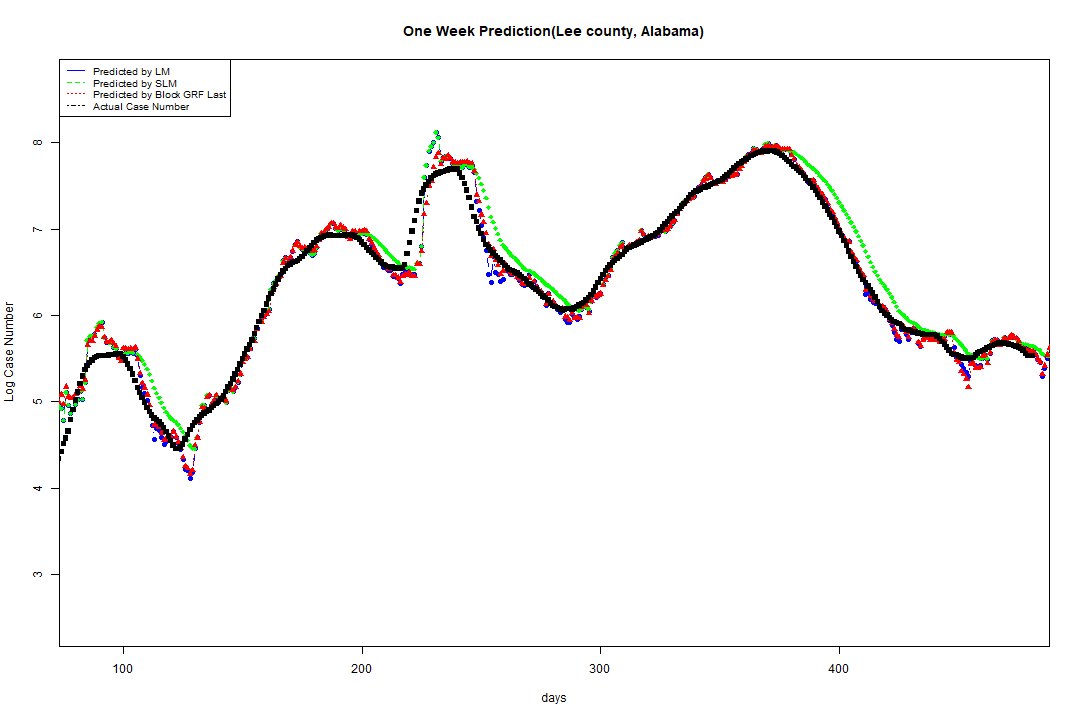 One Week Prediction(Lee county, Alabama)
Predicted by LM
Predicted by SLM
Predicted by Block GRF Last
Actual Case Number
8
7
6
5
4
3
Log Case Number
100 200 300 400
days